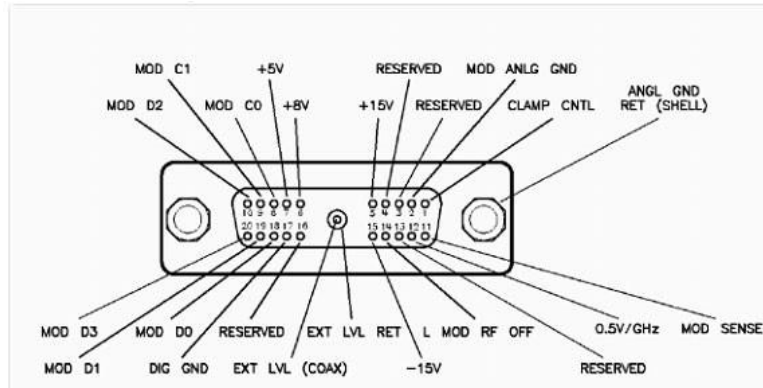 MOD C1 +5V RESERVED MOD ANLG GND
ANGL GND
MOD D2 MOD C0 +8V +15V RESERVED CLAMP CNTL RET (SHELL)
10 9 8 7 6 5 4 3 2 1
20 19 18 17 16 15 14 13 12 11
MOD D3 MOD D0 RESERVED EXT LVL RET L MOD RF OFF 0.5V/GHz MOD SENSE
MOD D1 DIG GND EXT LVL (COAX) -15V RESERVED